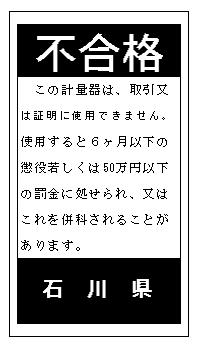 不合格
この計量器は、取引又
は証明に使用できません。
使用すると６ヶ月以下の
懲役若しくは50万円以下
の罰金に処せられ、又は
これを併科されることが
あります。
石川県